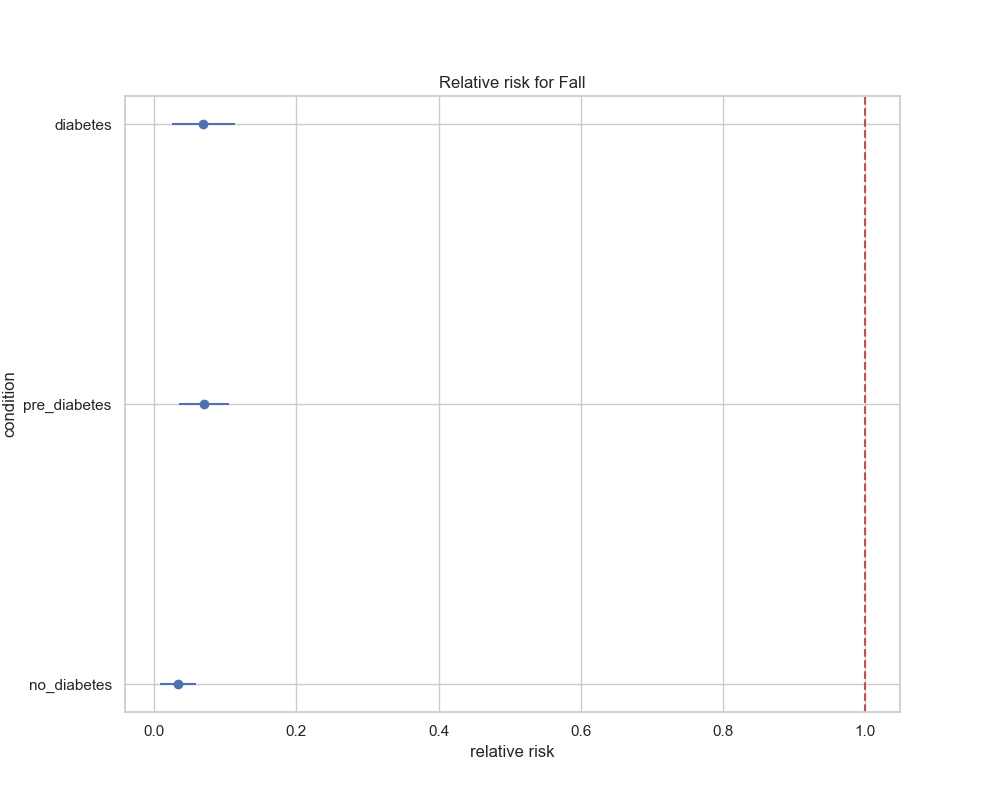 Relative risk for Fall
diabetes
pre_diabetes
no_diabetes
condition
0.0 0.2 0.4 0.6 0.8 1.0
relative risk